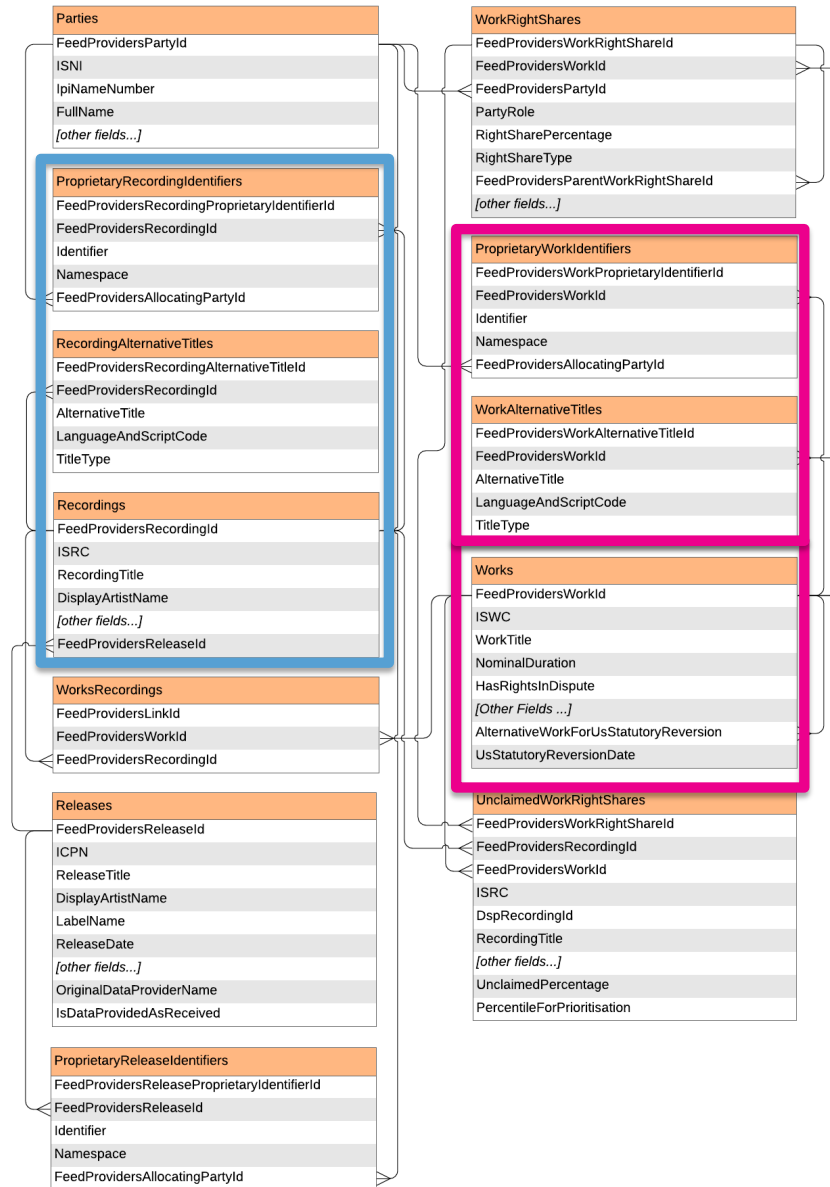 Parties
FeedProvidersPartyId
ISNI
IpiNameNumber
FullName
[other fields...]
ProprietaryRecordingIdentifiers
FeedProvidersRecordingProprietaryIdentifierId
FeedProvidersRecordingId
Identifier
Namespace
FeedProvidersAllocatingPartyId
RecordingAlternativeTitles
FeedProvidersRecordingAlternativeTitleId
FeedProvidersRecordingId
AlternativeTitle
LanguageAndScriptCode
TitleType
Recordings
FeedProvidersRecordingId
ISRC
RecordingTitle
DisplayArtistName
[other fields...]
FeedProvidersReleaseId
WorksRecordings
FeedProvidersLinkId
FeedProvidersWorkId
FeedProvidersRecordingId
Releases
FeedProvidersReleaseId
ICPN
ReleaseTitle
DisplayArtistName
LabelName
ReleaseDate
[other fields...]
OriginalDataProviderName
IsDataProvidedAsReceived
ProprietaryReleaseIdentifiers
FeedProvidersReleaseProprietaryIdentifierId
FeedProvidersReleaseId
Identifier
Namespace
FeedProvidersAllocatingPartyId
WorkRightShares
FeedProvidersWorkRightShareId
FeedProvidersWorkId
FeedProvidersPartyId
PartyRole
RightSharePercentage
RightShareType
FeedProvidersParentWorkRightShareId
[other fields...]
ProprietaryWorkIdentifiers
FeedProvidersWorkProprietaryIdentifierId
FeedProvidersWorkId
Identifier
Namespace
FeedProvidersAllocatingPartyId
WorkAlternativeTitles
FeedProvidersWorkAlternativeTitleId
FeedProvidersWorkId
AlternativeTitle
LanguageAndScriptCode
TitleType
Works
FeedProvidersWorkId
ISWC
WorkTitle
NominalDuration
HasRightsInDispute
[Other Fields ...]
AlternativeWorkForUsStatutoryReversion
UsStatutoryReversionDate
UnclaimedWorkRightShares
FeedProvidersWorkRightShareId
FeedProvidersRecordingId
FeedProvidersWorkId
ISRC
DspRecordingId
RecordingTitle
[other fields...]
UnclaimedPercentage
PercentileForPrioritisation